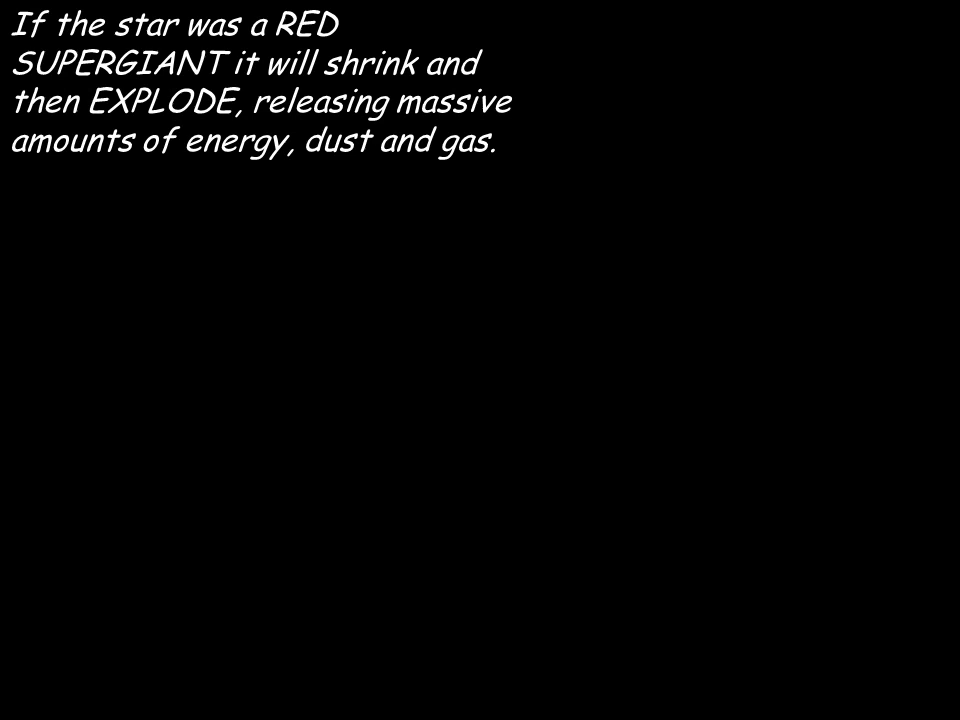 If the star was a RED
SUPERGIANT it will shrink and
then EXPLODE, releasing massive
amounts of energy, dust and gas.